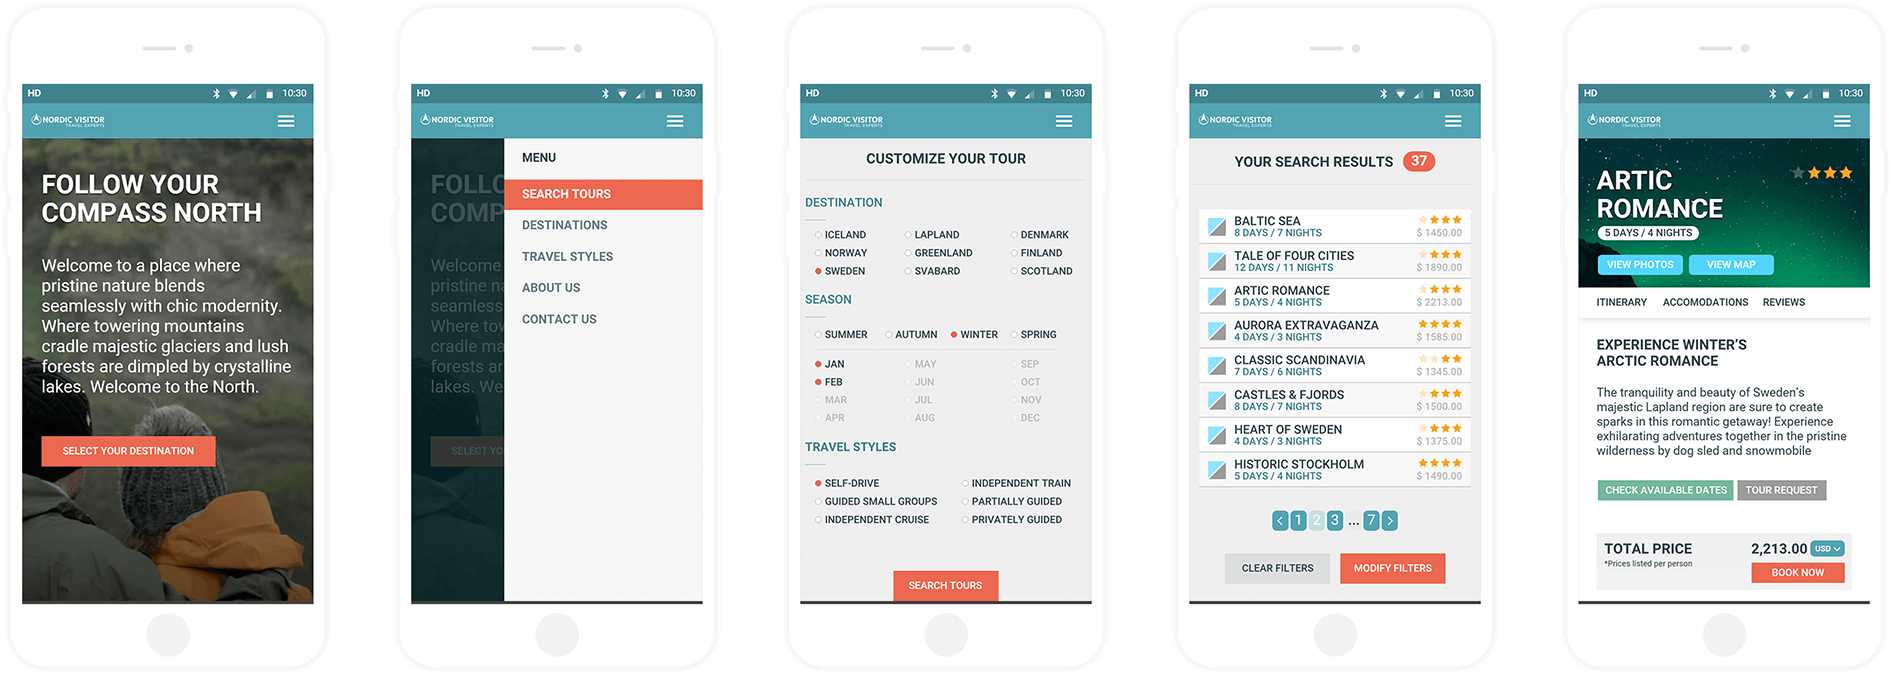 HD 10:30
NORDIC VISITOR
TRAVEL EXPERTS
FOLLOW YOUR
COMPASS NORTH
Welcome to a place where
pristine nature blends
seamlessly with chic modernity.
Where towering mountains
cradle majestic glaciers and lush
forests are dimpled by crystalline
lakes. Welcome to the North.
SELECT YOUR DESTINATION
HD 10:30
NORDIC VISITOR
TRAVEL EXPERTS
FOLLO
COMP
Welcome
pristine na
seamless
Where tow
cradle ma
forests ar
lakes. We
SELECT YO
MENU
SEARCH TOURS
DESTINATIONS
TRAVEL STYLES
ABOUT US
CONTACT US
HD 10:30
NORDIC VISITOR
TRAVEL EXPERTS
CUSTOMIZE YOUR TOUR
DESTINATION
ICELAND LAPLAND DENMARK
NORWAY GREENLAND FINLAND
SWEDEN SVABARD SCOTLAND
SEASON
SUMMER AUTUMN WINTER SPRING
JAN MAY SEP
FEB JUN OCT
MAR JUL NOV
APR AUG DEC
TRAVEL STYLES
SELF-DRIVE INDEPENDENT TRAIN
GUIDED SMALL GROUPS PARTIALLY GUIDED
INDEPENDENT CRUISE PRIVATELY GUIDED
SEARCH TOURS
HD 10:30
NORDIC VISITOR
TRAVEL EXPERTS
YOUR SEARCH RESULTS 37
BALTIC SEA
8 DAYS / 7 NIGHTS $ 1450.00
TALE OF FOUR CITIES
12 DAYS / 11 NIGHTS $ 1890.00
ARTIC ROMANCE
5 DAYS / 4 NIGHTS $ 2213.00
AURORA EXTRAVAGANZA
4 DAYS / 3 NIGHTS $ 1585.00
CLASSIC SCANDINAVIA
7 DAYS / 6 NIGHTS $ 1345.00
CASTLES & FJORDS
8 DAYS / 7 NIGHTS $ 1500.00
HEART OF SWEDEN
4 DAYS / 3 NIGHTS $ 1375.00
HISTORIC STOCKHOLM
5 DAYS / 4 NIGHTS $ 1490.00
< 1 2 3 ... 7 >
CLEAR FILTERS MODIFY FILTERS
HD 10:30
NORDIC VISITOR
TRAVEL EXPERTS
ARTIC
ROMANCE
5 DAYS / 4 NIGHTS
VIEW PHOTOS VIEW MAP
ITINERARY ACCOMODATIONS REVIEWS
EXPERIENCE WINTER'S
ARCTIC ROMANCE
The tranquility and beauty of Sweden's
majestic Lapland region are sure to create
sparks in this romantic getaway! Experience
exhilarating adventures together in the pristine
wilderness by dog sled and snowmobile
CHECK AVAILABLE DATES TOUR REQUEST
TOTAL PRICE 2,213.00 USD
*Prices listed per person
BOOK NOW